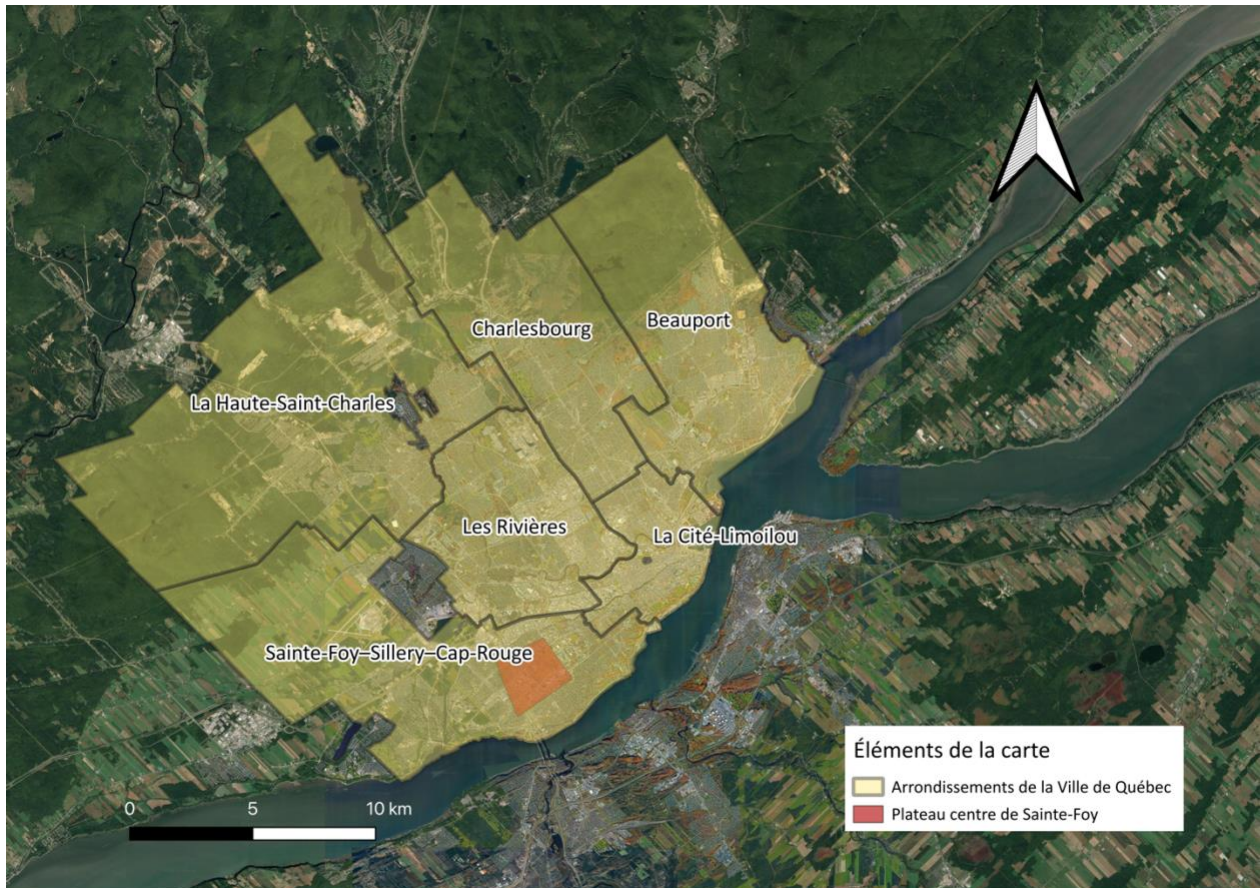 Charlesbourg
Beauport
La Haute-Saint-Charles
Les Rivières
La Cité-Limoilou
Sainte-Foy–Sillery–Cap-Rouge
Éléments de la carte
Arrondissements de la Ville de Québec
Plateau centre de Sainte-Foy
0 5 10 km